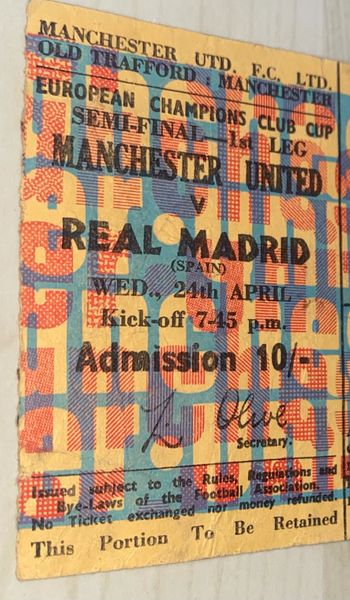 MANCHESTER UTD. F.C. LTD.
OLD TRAFFORD : MANCHESTER
EUROPEAN CHAMPIONS CLUB CUP
SEMI-FINAL—1st LEG
MANCHESTER UNITED
V
REAL MADRID
(SPAIN)
WED., 24th APRIL
Kick-off 7-45 p.m.
Admission 10/-
L. Olive
Secretary.
Issued subject to the Rules, Regulations and
Bye-Laws of the Football Association.
No Ticket exchanged nor money refunded.
This Portion To Be Retained